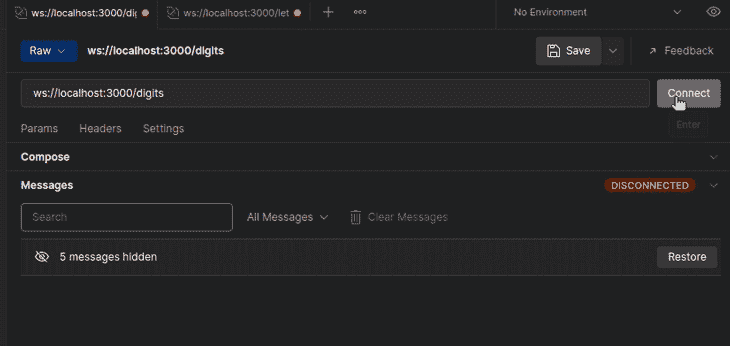 ws://localhost:3000/dig ws://localhost:3000/let No Environment
Raw ws://localhost:3000/digits Save Feedback
ws://localhost:3000/digits Connect
Params Headers Settings Enter
Compose
Messages DISCONNECTED
Search All Messages Clear Messages
5 messages hidden Restore